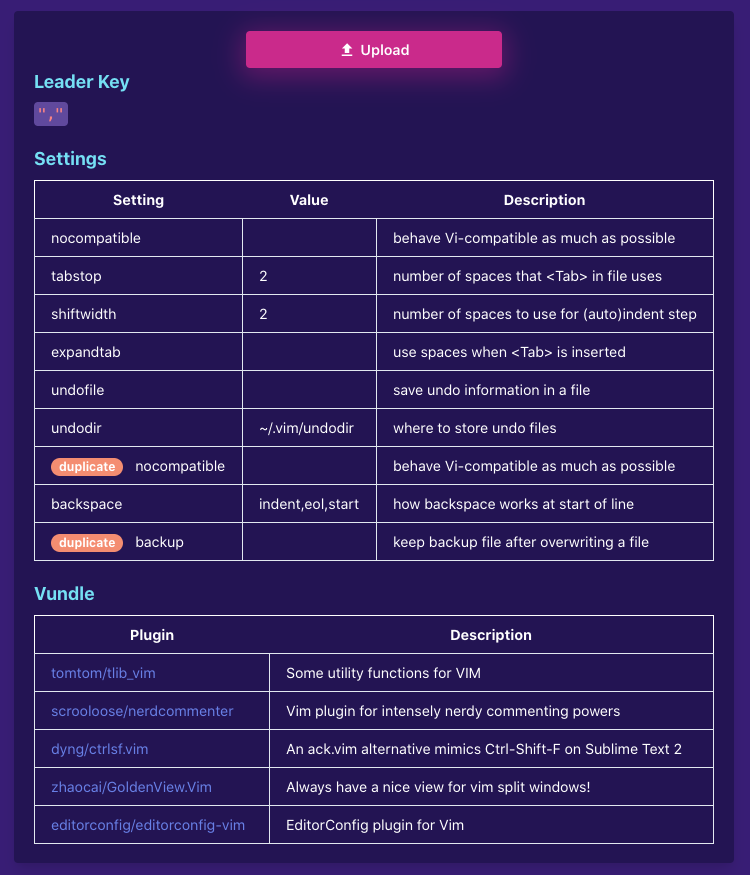 Upload
Leader Key
","
Settings
Setting Value Description
nocompatible behave Vi-compatible as much as possible
tabstop 2 number of spaces that <Tab> in file uses
shiftwidth 2 number of spaces to use for (auto)indent step
expandtab use spaces when <Tab> is inserted
undofile save undo information in a file
undodir ~/.vim/undodir where to store undo files
duplicate nocompatible behave Vi-compatible as much as possible
backspace indent,eol,start how backspace works at start of line
duplicate backup keep backup file after overwriting a file
Vundle
Plugin Description
tomtom/tlib_vim Some utility functions for VIM
scrooloose/nerdcommenter Vim plugin for intensely nerdy commenting powers
dyng/ctrlsf.vim An ack.vim alternative mimics Ctrl-Shift-F on Sublime Text 2
zhaocai/GoldenView.Vim Always have a nice view for vim split windows!
editorconfig/editorconfig-vim EditorConfig plugin for Vim